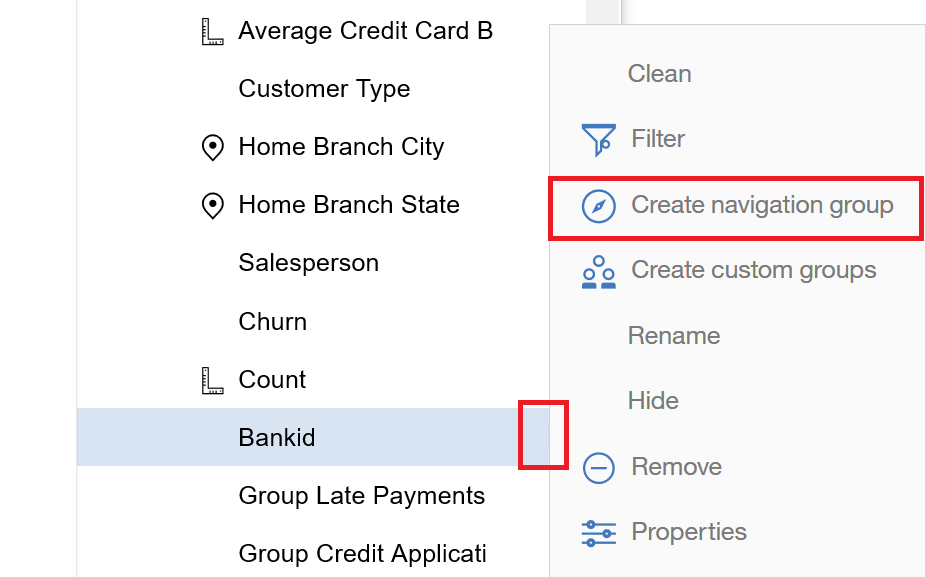 Average Credit Card B
Customer Type
Home Branch City
Home Branch State
Salesperson
Churn
Count
Bankid
Group Late Payments
Group Credit Applicati
Clean
Filter
Create navigation group
Create custom groups
Rename
Hide
Remove
Properties